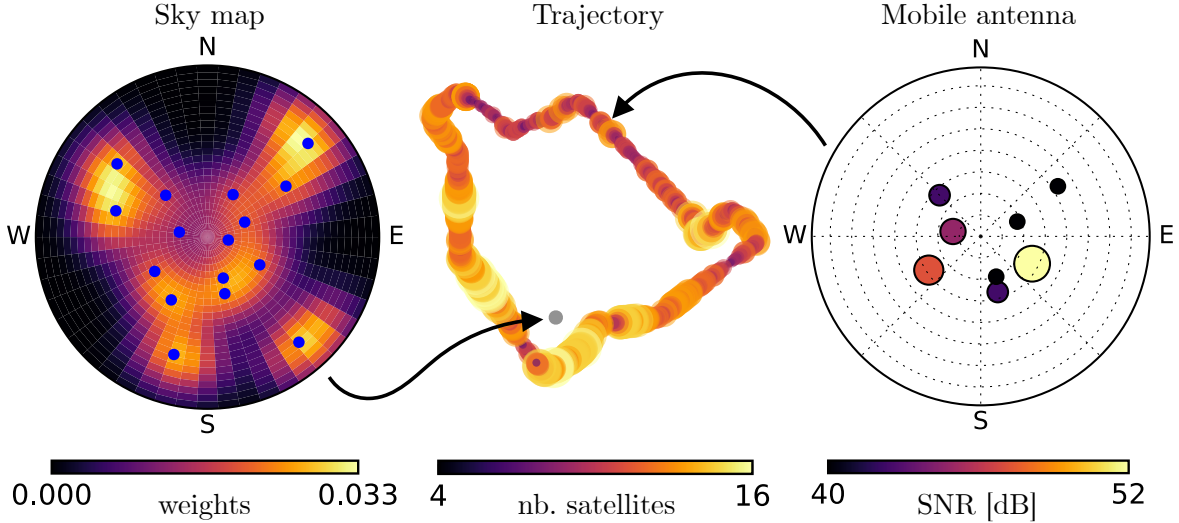 Sky map
Trajectory
Mobile antenna
N
N
W
E
W
E
S
S
0.000
weights
0.033
4
nb. satellites
16
40
SNR [dB]
52